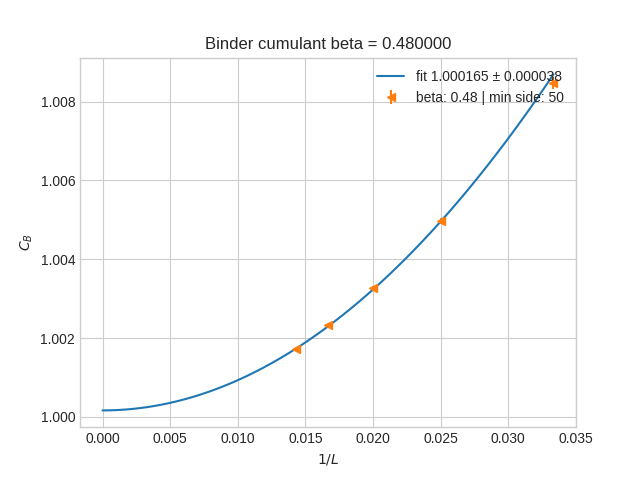 Binder cumulant beta = 0.480000
fit 1.000165 ± 0.000038
beta: 0.48 | min side: 50
1.008
1.006
1.004
1.002
1.000
C_B
0.000 0.005 0.010 0.015 0.020 0.025 0.030 0.035
1/L